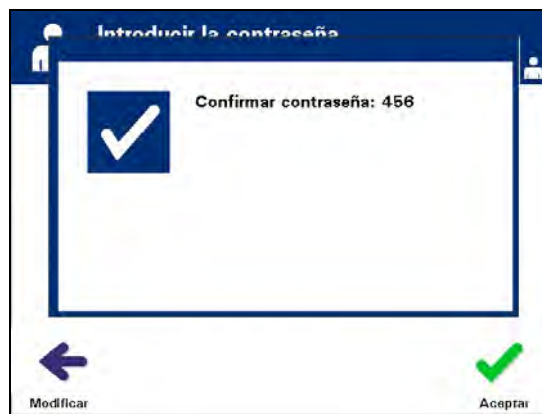 Introducir la contraseña
Confirmar contraseña: 456
Modificar
Aceptar